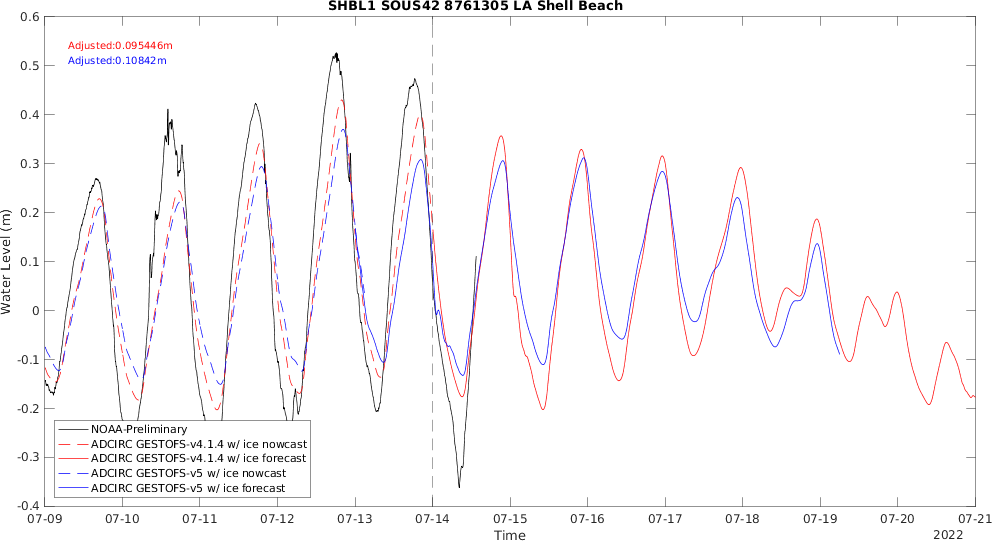 SHBL1 SOUS42 8761305 LA Shell Beach
0.6
0.5
0.4
0.3
0.2
0.1
0
-0.1
-0.2
-0.3
-0.4
Water Level (m)
Adjusted:0.095446m
Adjusted:0.10842m
NOAA-Preliminary
ADCIRC GESTOFS-v4.1.4 w/ ice nowcast
ADCIRC GESTOFS-v4.1.4 w/ ice forecast
ADCIRC GESTOFS-v5 w/ ice nowcast
ADCIRC GESTOFS-v5 w/ ice forecast
07-09 07-10 07-11 07-12 07-13 07-14 07-15 07-16 07-17 07-18 07-19 07-20 07-21
Time
2022